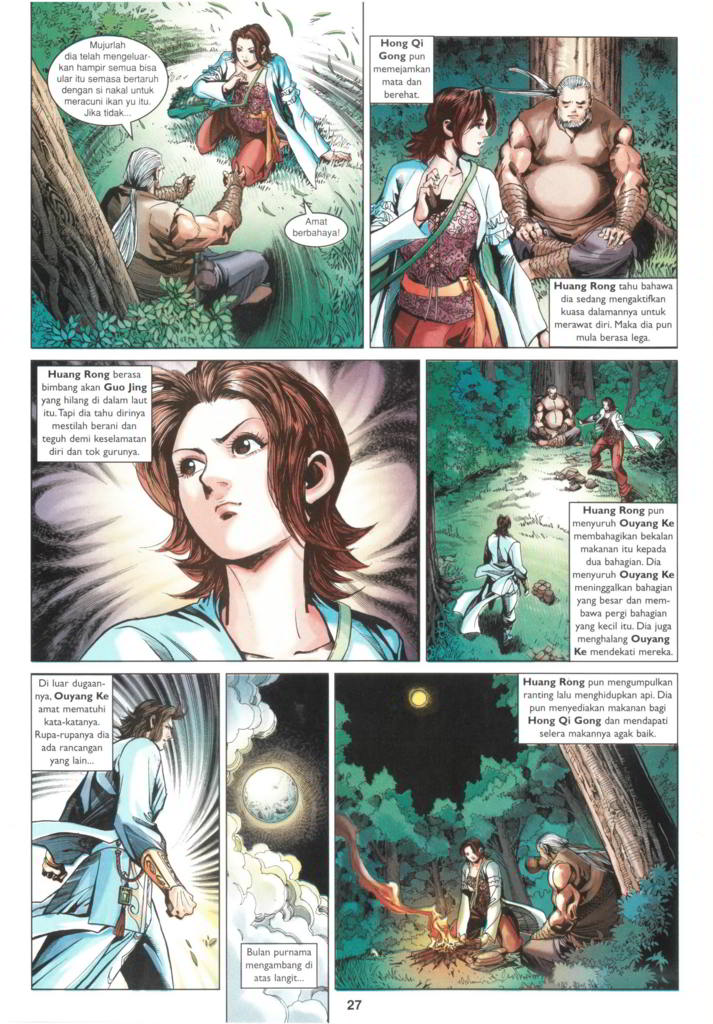 Mujurlah
dia telah mengeluar-
kan hampir semua bisa
ular itu semasa bertaruh
dengan si nakal untuk
meracuni ikan yu itu.
Jika tidak...
Amat
berbahaya!
Hong Qi
Gong pun
memejamkan
mata dan
berehat.
Huang Rong tahu bahawa
dia sedang mengaktifkan
kuasa dalamannya untuk
merawat diri. Maka dia pun
mula berasa lega.
Huang Rong berasa
bimbang akan Guo Jing
yang hilang di dalam laut
itu. Tapi dia tahu dirinya
mestilah berani dan
teguh demi keselamatan
diri dan tok gurunya.
Huang Rong pun
menyuruh Ouyang Ke
membahagikan bekalan
makanan itu kepada
dua bahagian. Dia
menyuruh Ouyang Ke
meninggalkan bahagian
yang besar dan mem-
bawa pergi bahagian
yang kecil itu. Dia juga
menghalang Ouyang
Ke mendekati mereka.
Di luar dugaan-
nya, Ouyang Ke
amat mematuhi
kata-katanya.
Rupa-rupanya dia
ada rancangan
yang lain...
Bulan purnama
mengambang di
atas langit...
Huang Rong pun mengumpulkan
ranting lalu menghidupkan api. Dia
pun menyediakan makanan bagi
Hong Qi Gong dan mendapati
selera makannya agak baik.
27